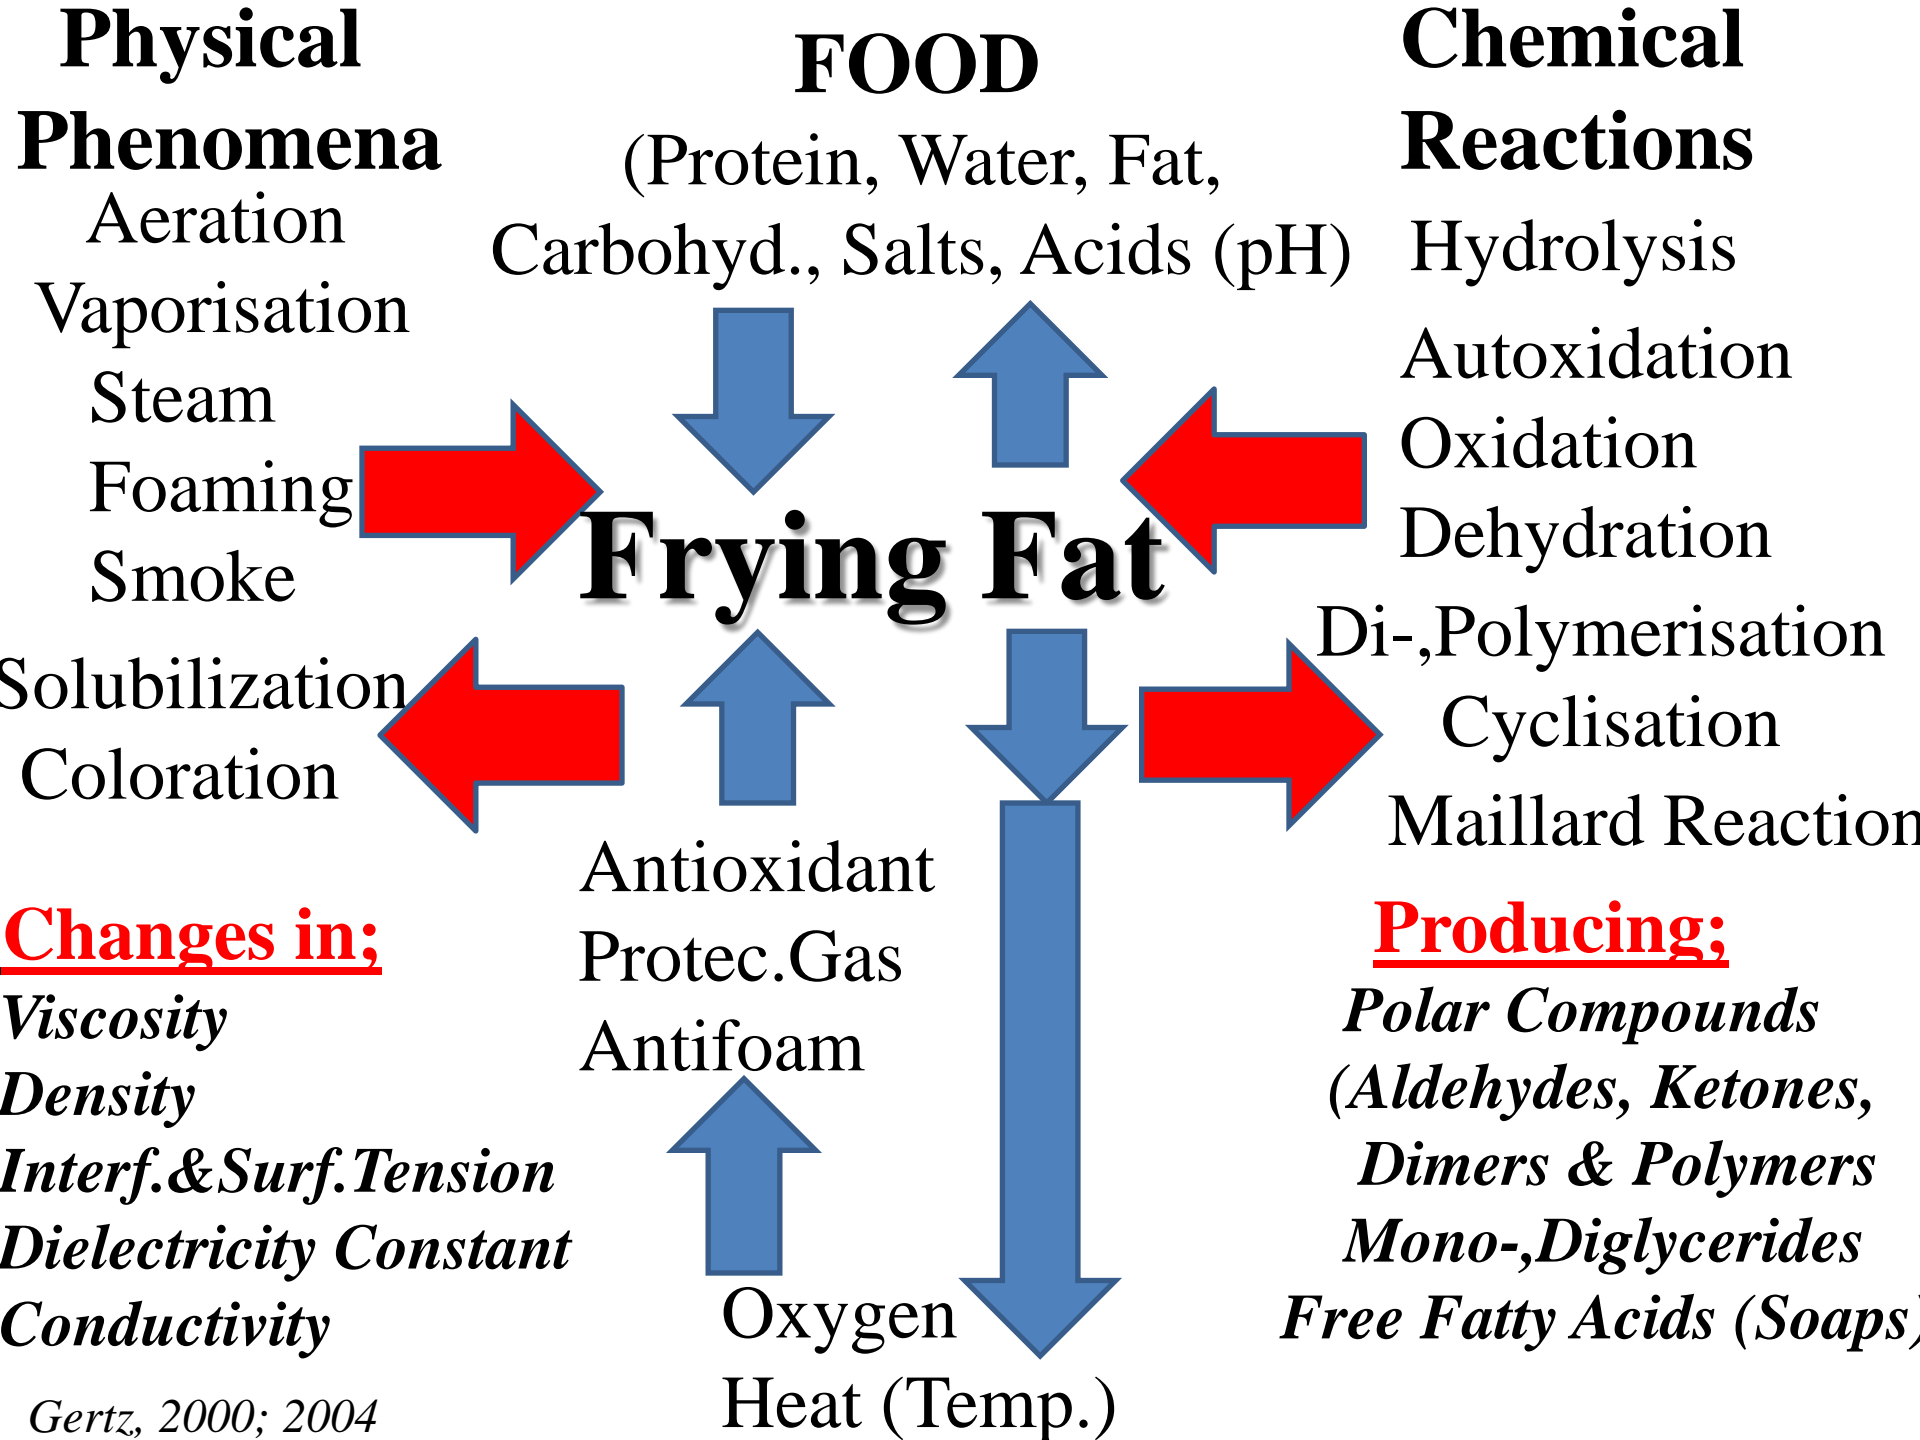 Physical
Phenomena
Aeration
Vaporisation
Steam
Foaming
Smoke
Solubilization
Coloration
Changes in;
Viscosity
Density
Interf.&Surf.Tension
Dielectricity Constant
Conductivity
Gertz, 2000; 2004
FOOD
(Protein, Water, Fat,
Carbohyd., Salts, Acids (pH)
Frying Fat
Antioxidant
Protec.Gas
Antifoam
Oxygen
Heat (Temp.)
Chemical
Reactions
Hydrolysis
Autoxidation
Oxidation
Dehydration
Di-,Polymerisation
Cyclisation
Maillard Reaction
Producing;
Polar Compounds
(Aldehydes, Ketones,
Dimers & Polymers
Mono-,Diglycerides
Free Fatty Acids (Soaps)